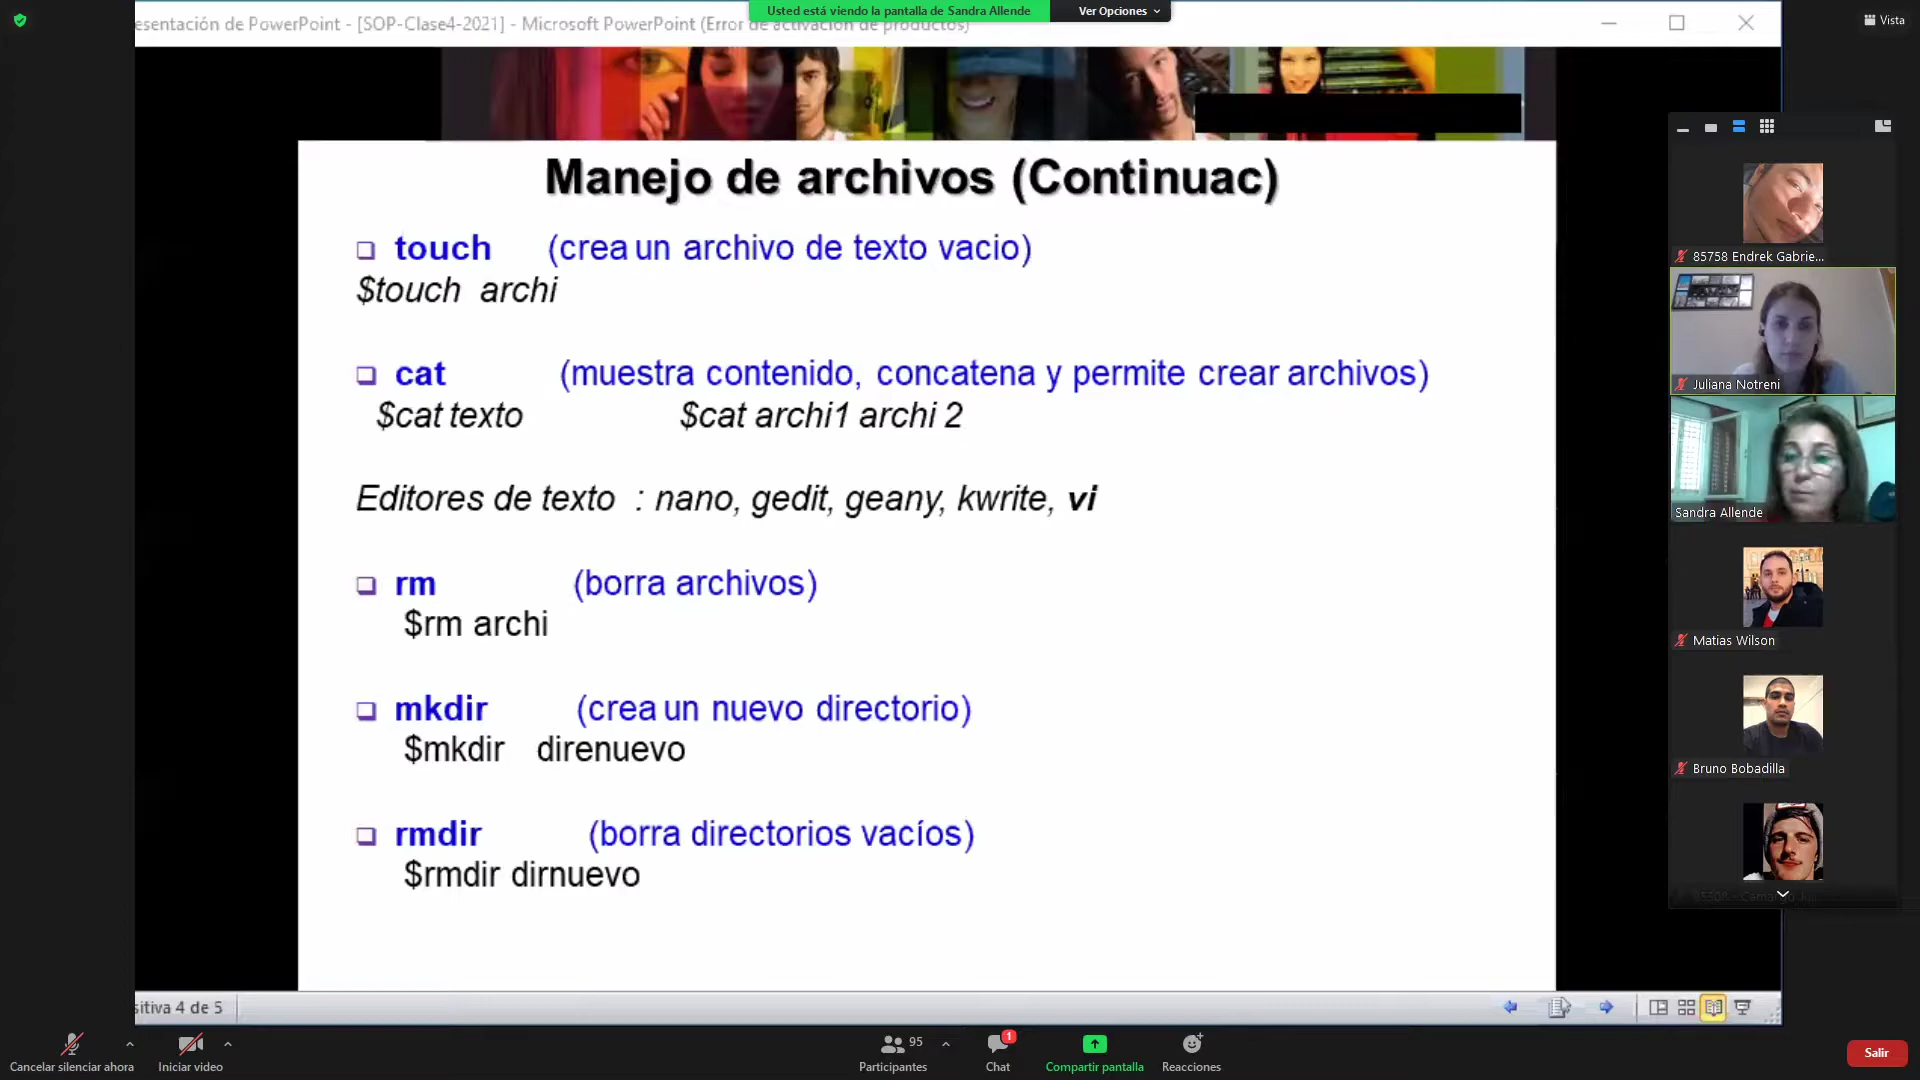 Usted está viendo la pantalla de Sandra Allende
Ver Opciones
Vista
esentación de PowerPoint - [SOP-Clase4-2021] - Microsoft PowerPoint (Error de activación de productos)
Manejo de archivos (Continuac)
touch (crea un archivo de texto vacio)
$touch archi
cat (muestra contenido, concatena y permite crear archivos)
$cat texto $cat archi1 archi 2
Editores de texto : nano, gedit, geany, kwrite, vi
rm (borra archivos)
$rm archi
mkdir (crea un nuevo directorio)
$mkdir direnuevo
rmdir (borra directorios vacíos)
$rmdir dirnuevo
85758 Endrek Gabrie...
Juliana Notreni
Sandra Allende
Matias Wilson
Bruno Bobadilla
sitiva 4 de 5
Cancelar silenciar ahora
Iniciar video
95
Participantes
1
Chat
Compartir pantalla
Reacciones
Salir